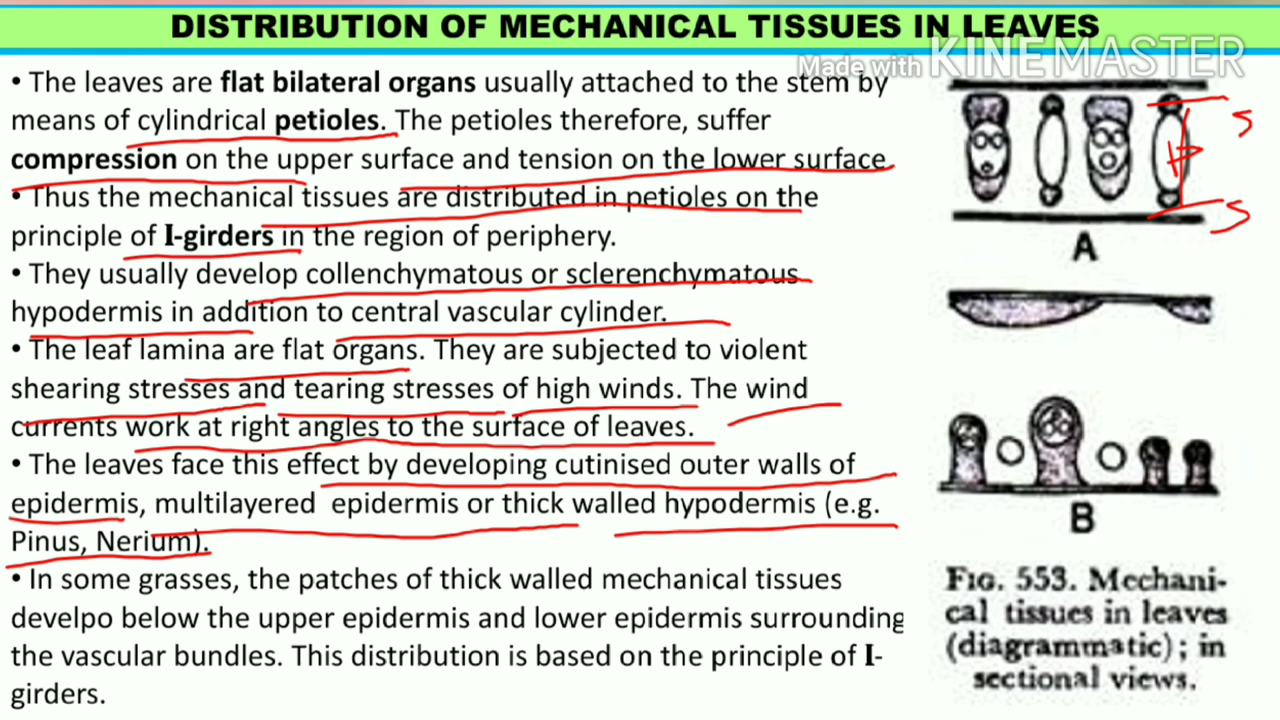 DISTRIBUTION OF MECHANICAL TISSUES IN LEAVES
Made with KINEMASTER
• The leaves are flat bilateral organs usually attached to the stem by
means of cylindrical petioles. The petioles therefore, suffer
compression on the upper surface and tension on the lower surface
• Thus the mechanical tissues are distributed in petioles on the
principle of I-girders in the region of periphery.
• They usually develop collenchymatous or sclerenchymatous
hypodermis in addition to central vascular cylinder.
• The leaf lamina are flat organs. They are subjected to violent
shearing stresses and tearing stresses of high winds. The wind
currents work at right angles to the surface of leaves.
• The leaves face this effect by developing cutinised outer walls of
epidermis, multilayered epidermis or thick walled hypodermis (e.g.
Pinus, Nerium).
• In some grasses, the patches of thick walled mechanical tissues
develpo below the upper epidermis and lower epidermis surrounding
the vascular bundles. This distribution is based on the principle of I-
girders.
S
P
S
A
B
FIG. 553. Mechani-
cal tissues in leaves
(diagrammatic) ; in
sectional views.